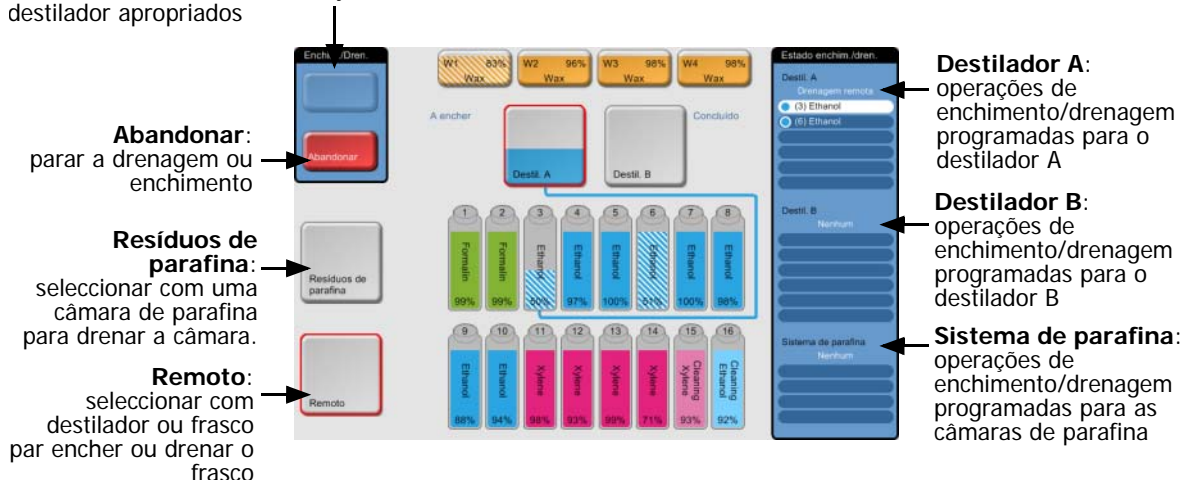 destilador apropriados
Abandonar:
parar a drenagem ou
enchimento
Resíduos de
parafina:
seleccionar com uma
câmara de parafina
para drenar a câmara.
Remoto:
seleccionar com
destilador ou frasco
par encher ou drenar o
frasco
Abandonar
Resíduos de
parafina
Remoto
W1 83%
Wax
W2 96%
Wax
W3 98%
Wax
W4 98%
Wax
A encher
Destil. A
Destil. B
Concluído
1 2 3 4 5 6 7 8
Formalin
Formalin
Ethanol
Ethanol
Ethanol
Ethanol
Ethanol
Ethanol
99% 99% 50% 97% 100% 51% 100% 98%
9 10 11 12 13 14 15 16
Ethanol
Ethanol
Xylene
Xylene
Xylene
Xylene
Cleaning
Xylene
Cleaning
Ethanol
88% 94% 98% 93% 99% 71% 93% 92%
Estado enchim./dren.
Destil. A
Drenagem remota
(3) Ethanol
(6) Ethanol
Destil. B
Nenhum
Sistema de parafina
Nenhum
Destilador A:
operações de
enchimento/drenagem
programadas para o
destilador A
Destilador B:
operações de
enchimento/drenagem
programadas para o
destilador B
Sistema de parafina:
operações de
enchimento/drenagem
programadas para as
câmaras de parafina